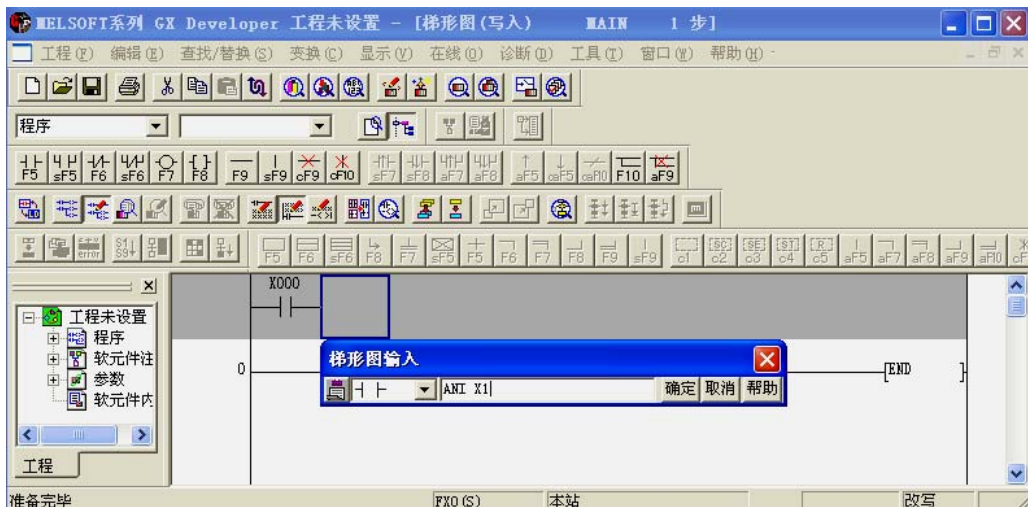 MELSOFT系列 GX Developer 工程未设置 - [梯形图(写入) MAIN 1 步]
工程(F) 编辑(E) 查找/替换(S) 变换(C) 显示(V) 在线(O) 诊断(D) 工具(T) 窗口(W) 帮助(H)
程序
F5 sF5 F6 sF6 F7 F8 F9 sF9 cF9 cF10 sF7 sF8 aF7 aF8 aF5 caF5 caF10 F10 aF9
error
F5 F6 sF6 F8 F7 sF5 F5 F6 F7 F8 F9 sF9 c1 c2 c3 c4 c5 aF5 aF7 aF8 aF9 aF10 cF
X000
工程未设置
程序
软元件注
参数
软元件内
工程
0
梯形图输入
ANI X1
确定 取消 帮助
END
准备完毕 FX0(S) 本站 改写